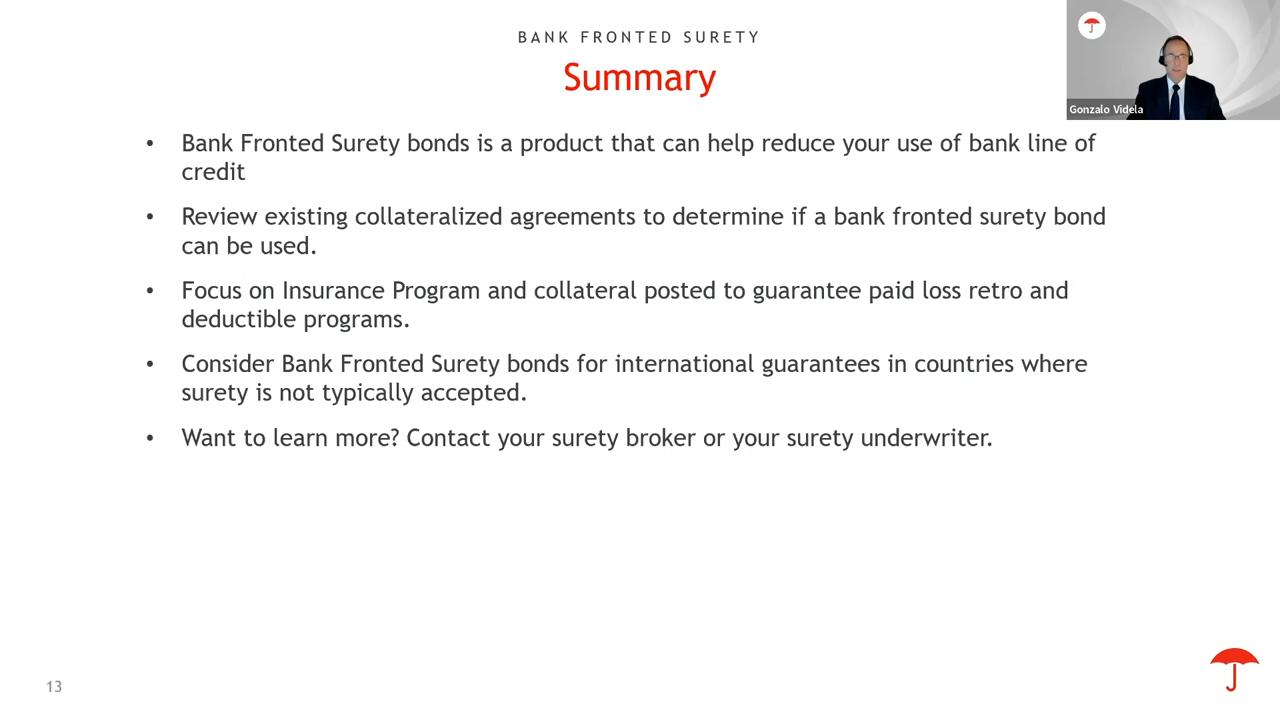 BANK FRONTED SURETY
Summary
Gonzalo Videla
• Bank Fronted Surety bonds is a product that can help reduce your use of bank line of
credit
• Review existing collateralized agreements to determine if a bank fronted surety bond
can be used.
• Focus on Insurance Program and collateral posted to guarantee paid loss retro and
deductible programs.
• Consider Bank Fronted Surety bonds for international guarantees in countries where
surety is not typically accepted.
• Want to learn more? Contact your surety broker or your surety underwriter.
13